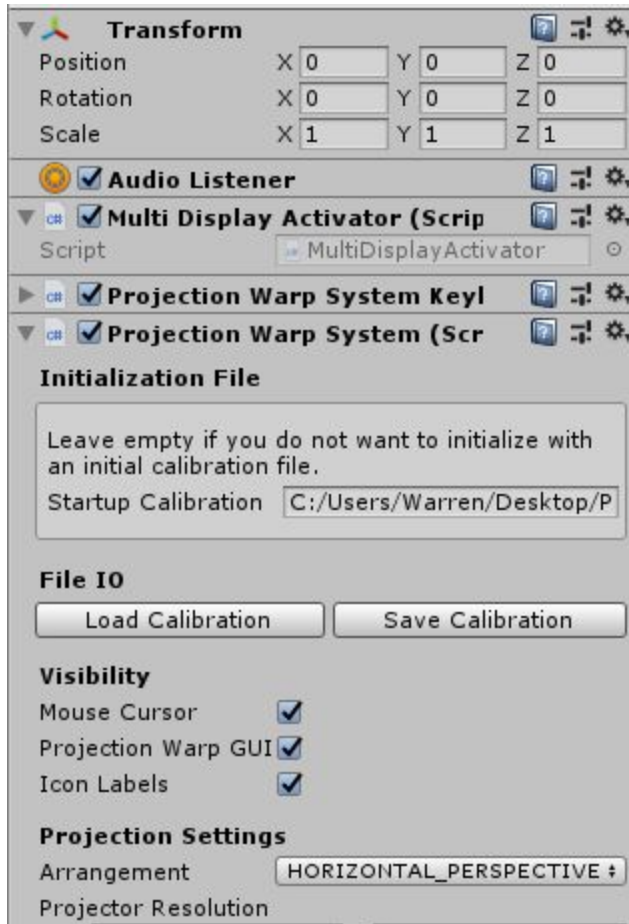 Transform
Position X 0 Y 0 Z 0
Rotation X 0 Y 0 Z 0
Scale X 1 Y 1 Z 1
Audio Listener
Multi Display Activator (Scrip
Script MultiDisplayActivator
Projection Warp System Keyl
Projection Warp System (Scr
Initialization File
Leave empty if you do not want to initialize with
an initial calibration file.
Startup Calibration C:/Users/Warren/Desktop/P
File IO
Load Calibration Save Calibration
Visibility
Mouse Cursor
Projection Warp GUI
Icon Labels
Projection Settings
Arrangement HORIZONTAL_PERSPECTIVE
Projector Resolution